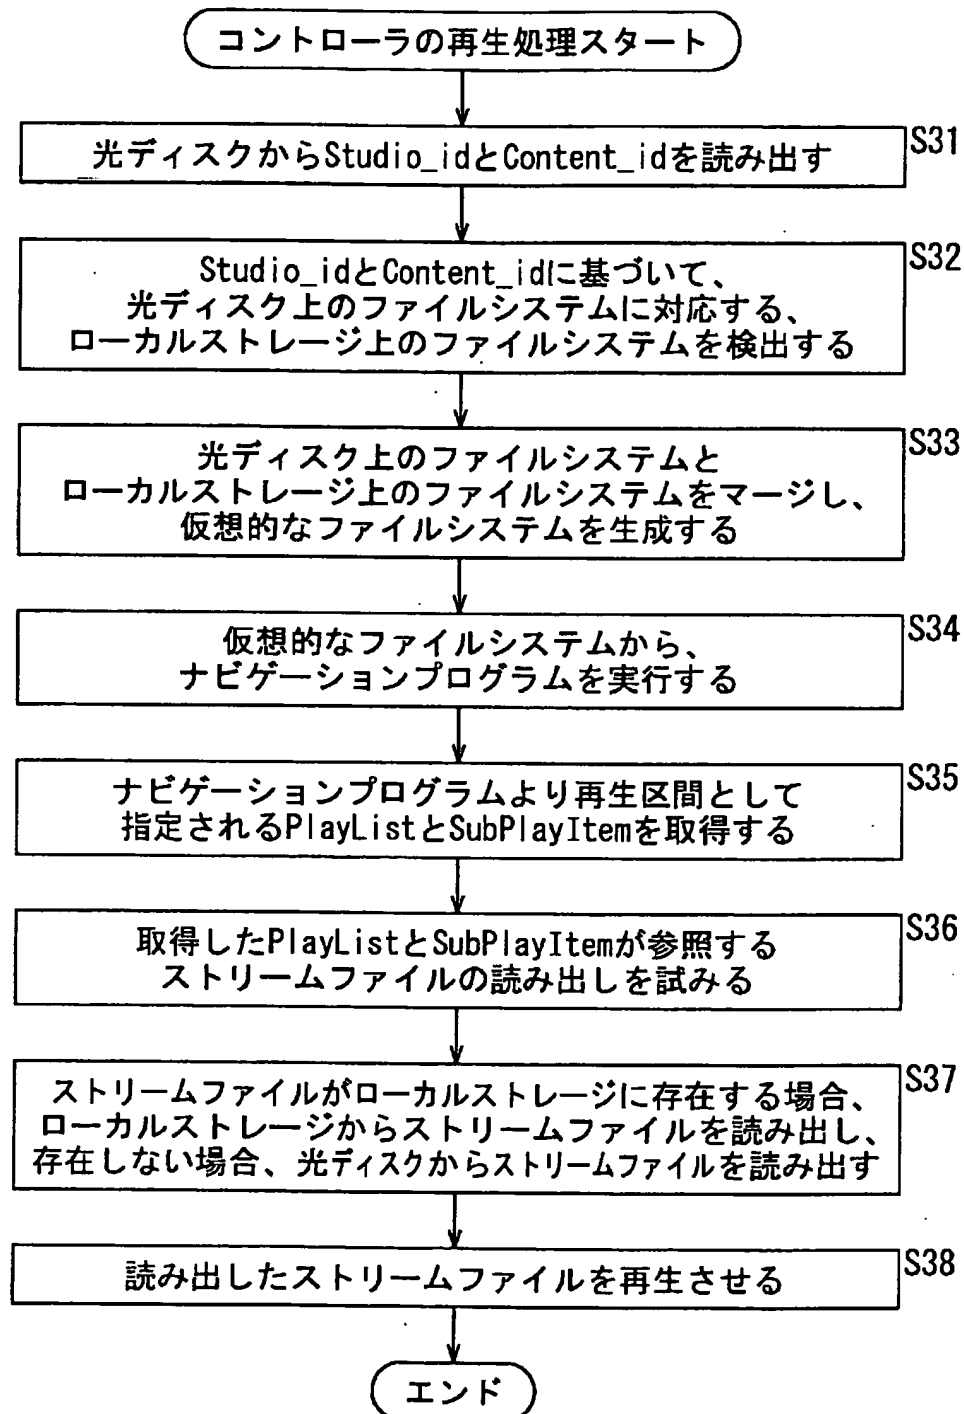 コントローラの再生処理スタート
S31
光ディスクからStudio_idとContent_idを読み出す
S32
Studio_idとContent_idに基づいて、
光ディスク上のファイルシステムに対応する、
ローカルストレージ上のファイルシステムを検出する
S33
光ディスク上のファイルシステムと
ローカルストレージ上のファイルシステムをマージし、
仮想的なファイルシステムを生成する
S34
仮想的なファイルシステムから、
ナビゲーションプログラムを実行する
S35
ナビゲーションプログラムより再生区間として
指定されるPlayListとSubPlayItemを取得する
S36
取得したPlayListとSubPlayItemが参照する
ストリームファイルの読み出しを試みる
S37
ストリームファイルがローカルストレージに存在する場合、
ローカルストレージからストリームファイルを読み出し、
存在しない場合、光ディスクからストリームファイルを読み出す
S38
読み出したストリームファイルを再生させる
エンド